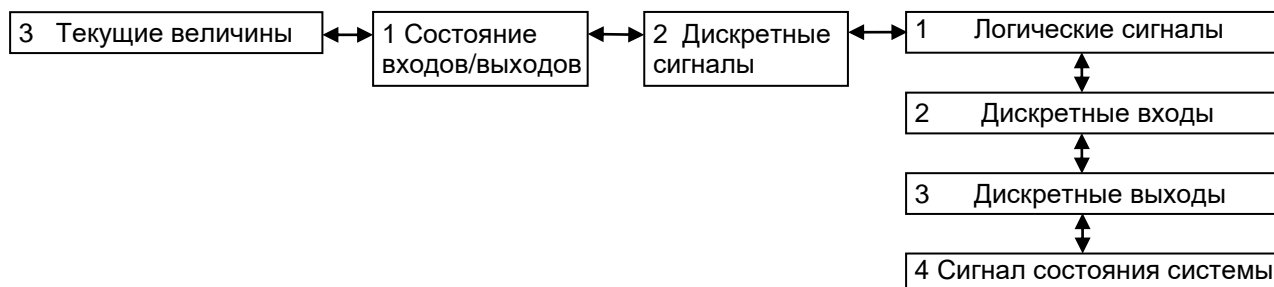 3 Текущие величины
1 Состояние
входов/выходов
2 Дискретные
сигналы
1 Логические сигналы
2 Дискретные входы
3 Дискретные выходы
4 Сигнал состояния системы